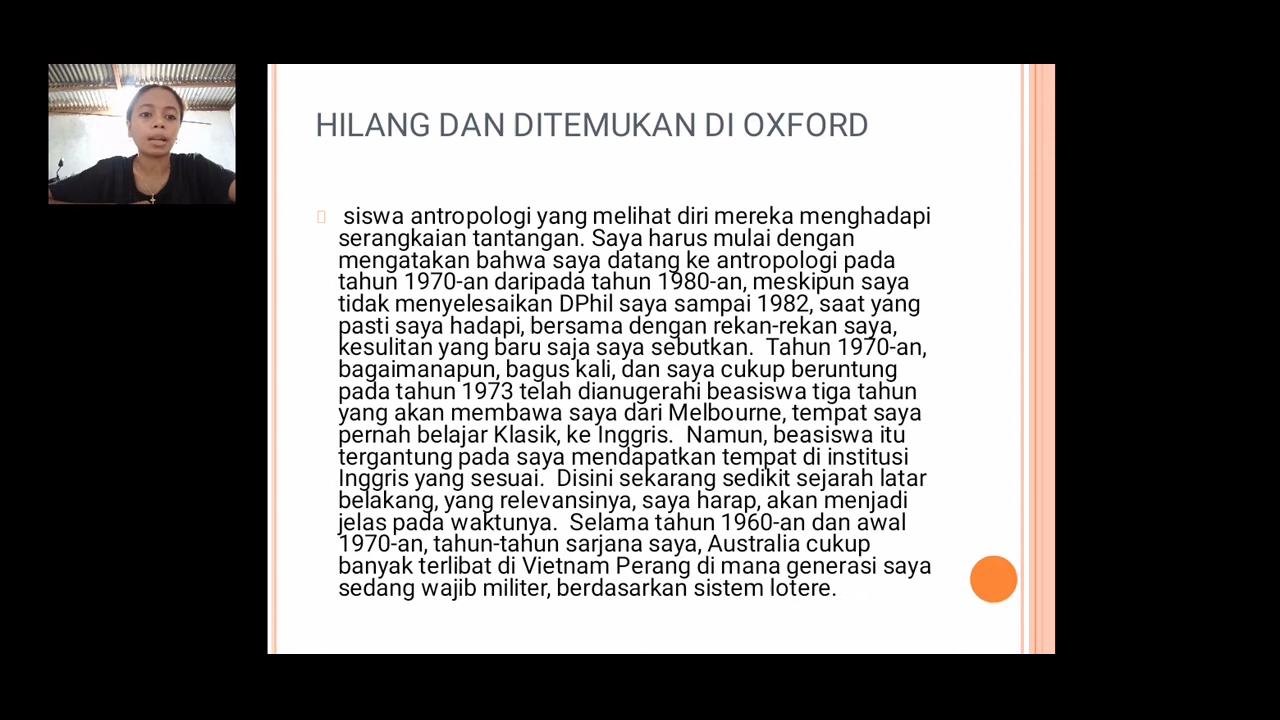 HILANG DAN DITEMUKAN DI OXFORD
siswa antropologi yang melihat diri mereka menghadapi
serangkaian tantangan. Saya harus mulai dengan
mengatakan bahwa saya datang ke antropologi pada
tahun 1970-an daripada tahun 1980-an, meskipun saya
tidak menyelesaikan DPhil saya sampai 1982, saat yang
pasti saya hadapi, bersama dengan rekan-rekan saya,
kesulitan yang baru saja saya sebutkan.  Tahun 1970-an,
bagaimanapun, bagus kali, dan saya cukup beruntung
pada tahun 1973 telah dianugerahi beasiswa tiga tahun
yang akan membawa saya dari Melbourne, tempat saya
pernah belajar Klasik, ke Inggris.  Namun, beasiswa itu
tergantung pada saya mendapatkan tempat di institusi
Inggris yang sesuai.  Disini sekarang sedikit sejarah latar
belakang, yang relevansinya, saya harap, akan menjadi
jelas pada waktunya.  Selama tahun 1960-an dan awal
1970-an, tahun-tahun sarjana saya, Australia cukup
banyak terlibat di Vietnam Perang di mana generasi saya
sedang wajib militer, berdasarkan sistem lotere.